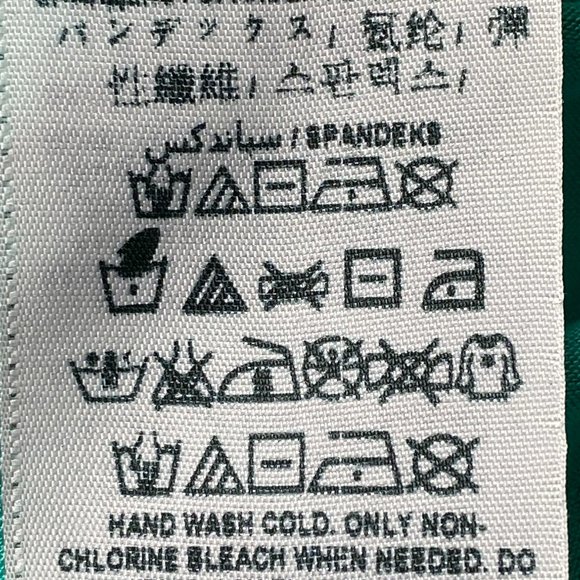 パンデックス/ 氨纶/ 彈
性纖維/ 스판덱스/
سباندكس / SPANDEKS
HAND WASH COLD. ONLY NON-
CHLORINE BLEACH WHEN NEEDED. DO